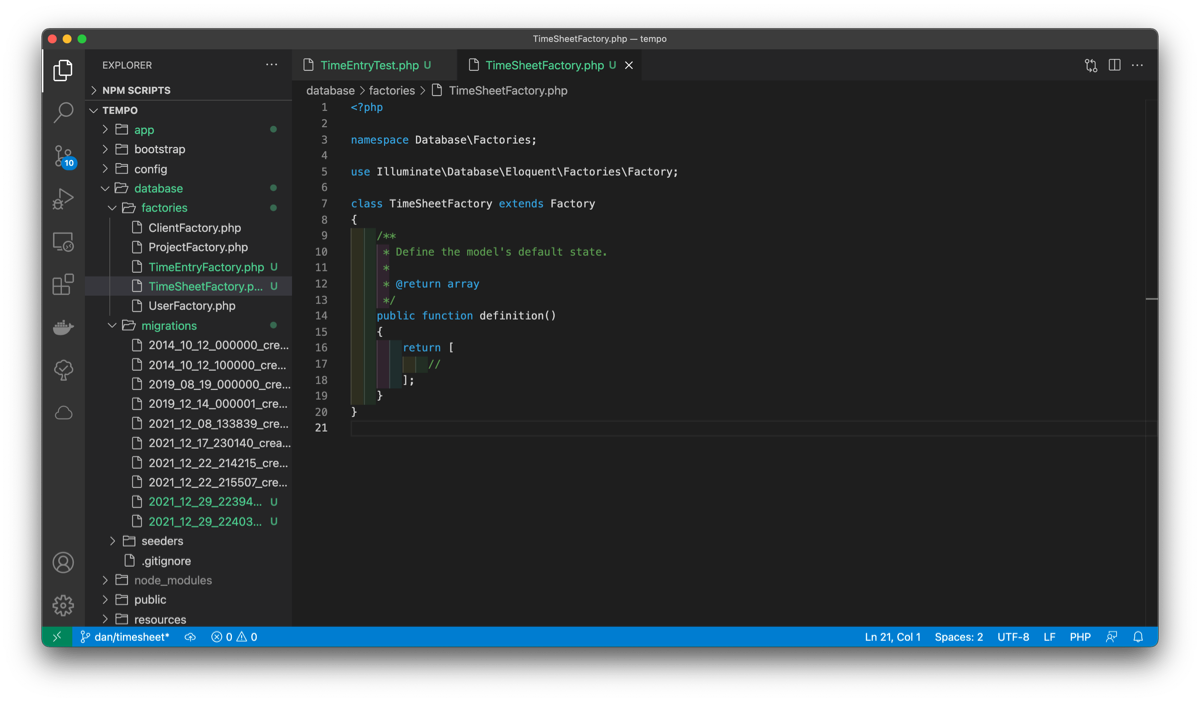 TimeSheetFactory.php — tempo
EXPLORER
NPM SCRIPTS
TEMPO
app
bootstrap
config
database
factories
ClientFactory.php
ProjectFactory.php
TimeEntryFactory.php U
TimeSheetFactory.p... U
UserFactory.php
migrations
2014_10_12_000000_cre...
2014_10_12_100000_cre...
2019_08_19_000000_cre...
2019_12_14_000001_cre...
2021_12_08_133839_cre...
2021_12_17_230140_crea...
2021_12_22_214215_cre...
2021_12_22_215507_cre...
2021_12_29_22394... U
2021_12_29_22403... U
seeders
.gitignore
node_modules
public
resources
10
TimeEntryTest.php U
TimeSheetFactory.php U
database > factories > TimeSheetFactory.php
1 <?php
2
3 namespace Database\Factories;
4
5 use Illuminate\Database\Eloquent\Factories\Factory;
6
7 class TimeSheetFactory extends Factory
8 {
9 /**
10 * Define the model's default state.
11 *
12 * @return array
13 */
14 public function definition()
15 {
16 return [
17 //
18 ];
19 }
20 }
21
dan/timesheet* 0 0 Ln 21, Col 1 Spaces: 2 UTF-8 LF PHP